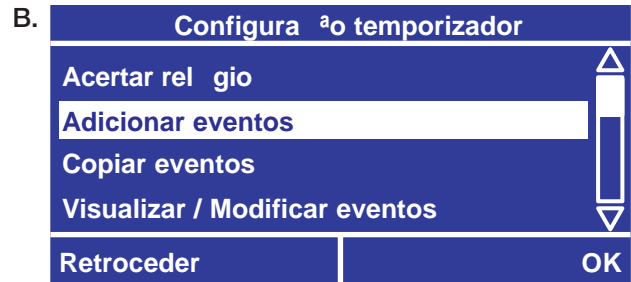 B.
Configura ªo temporizador
Acertar rel gio
Adicionar eventos
Copiar eventos
Visualizar / Modificar eventos
Retroceder OK